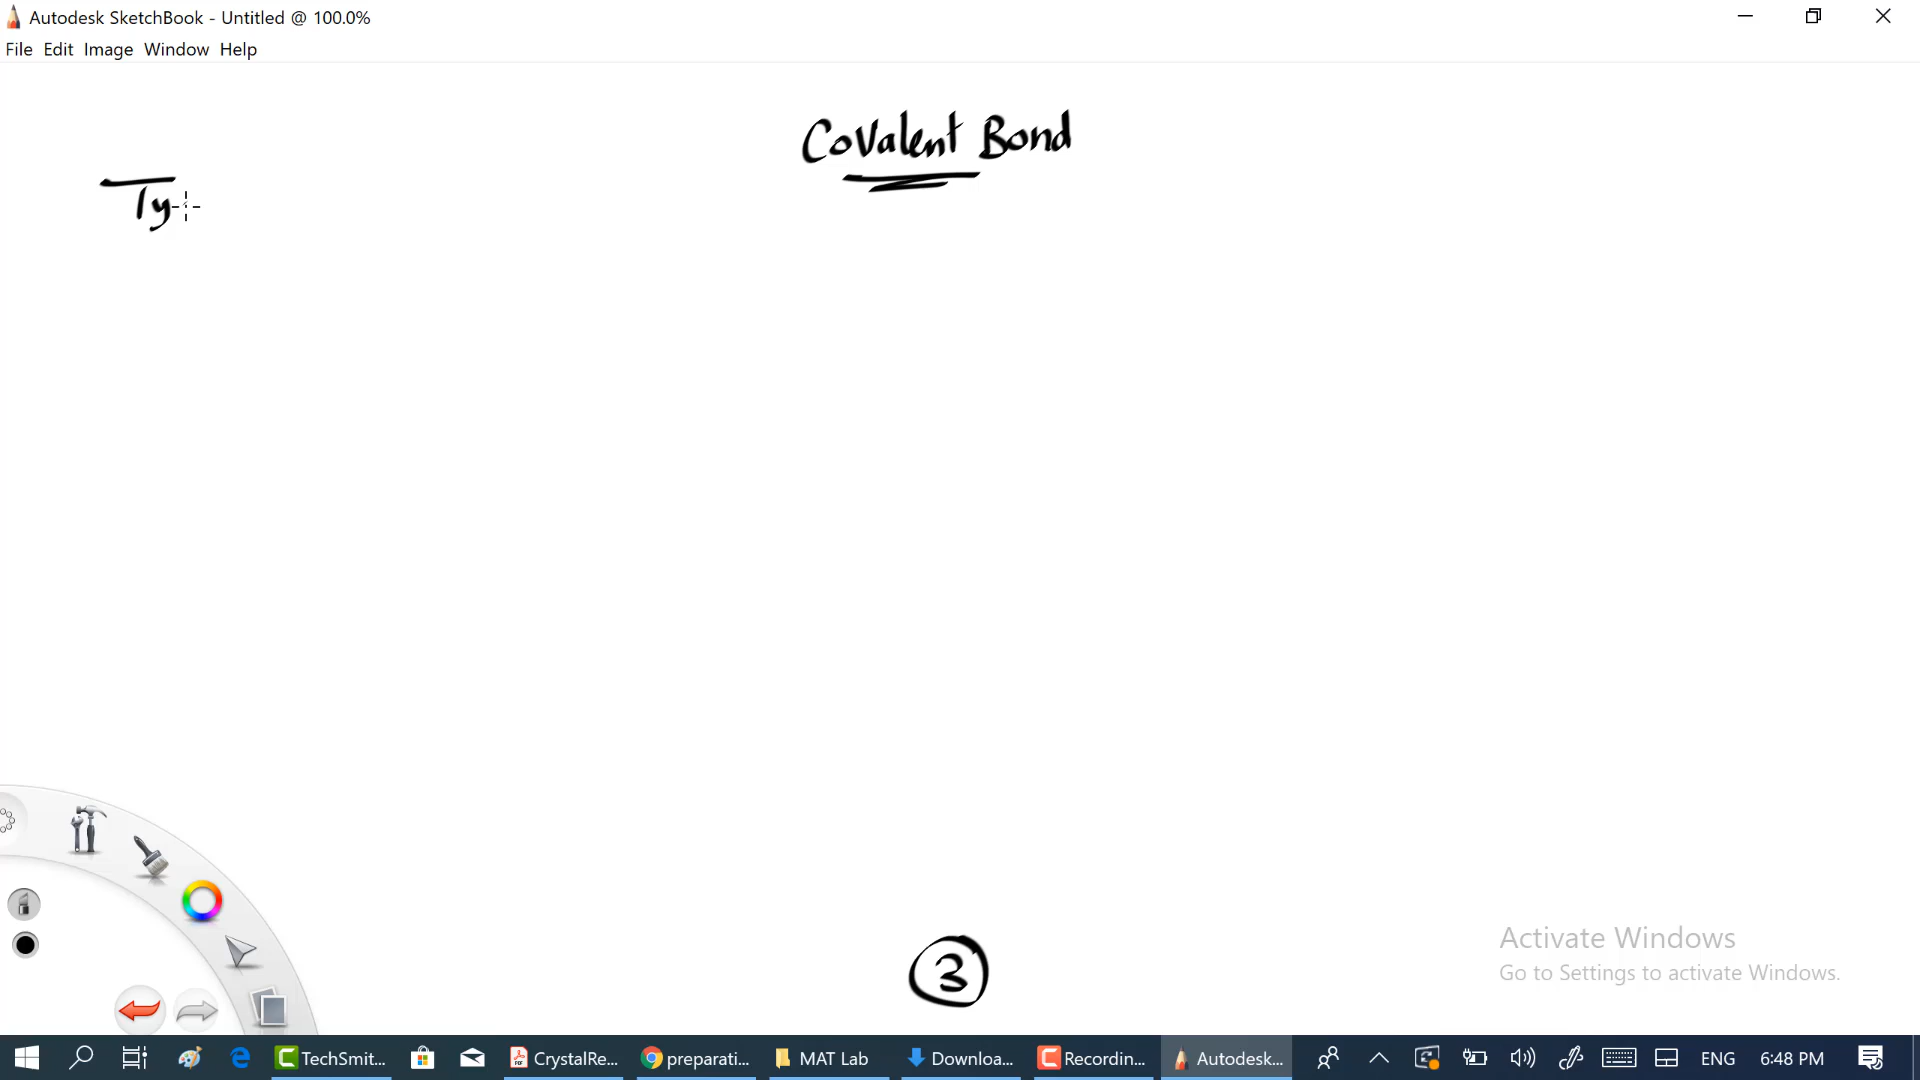 Autodesk SketchBook - Untitled @ 100.0%
File Edit Image Window Help
Covalent Bond
Ty
3
Activate Windows
Go to Settings to activate Windows.
TechSmit... CrystalRe... preparati... MAT Lab Downloa... Recordin... Autodesk... ENG 6:48 PM